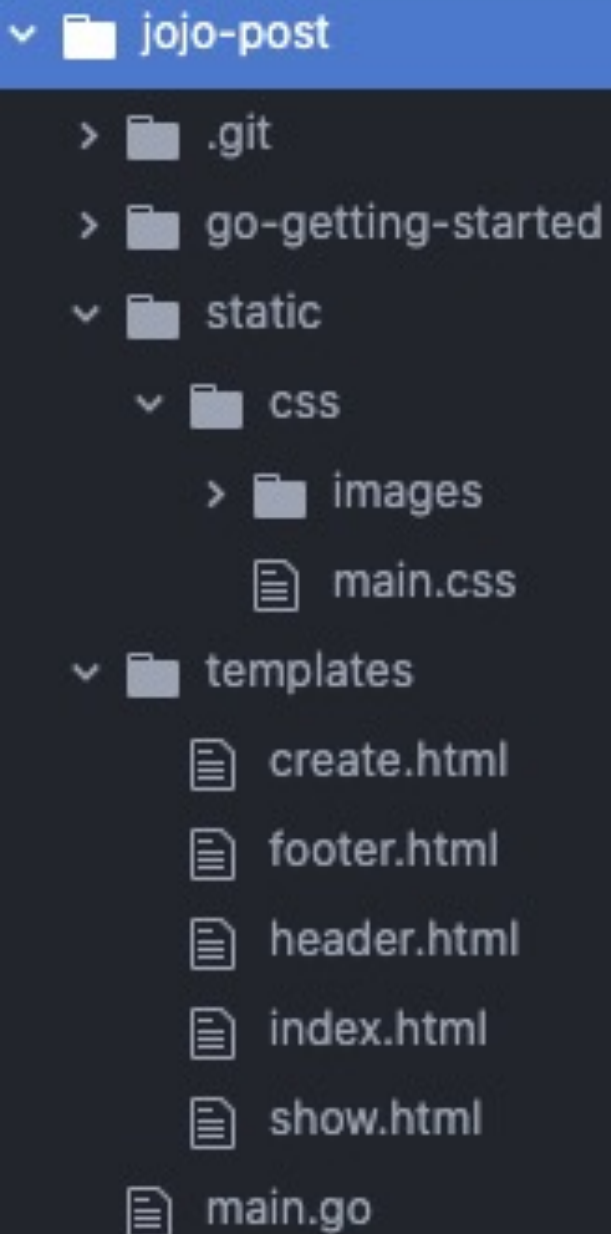 jojo-post
.git
go-getting-started
static
css
images
main.css
templates
create.html
footer.html
header.html
index.html
show.html
main.go